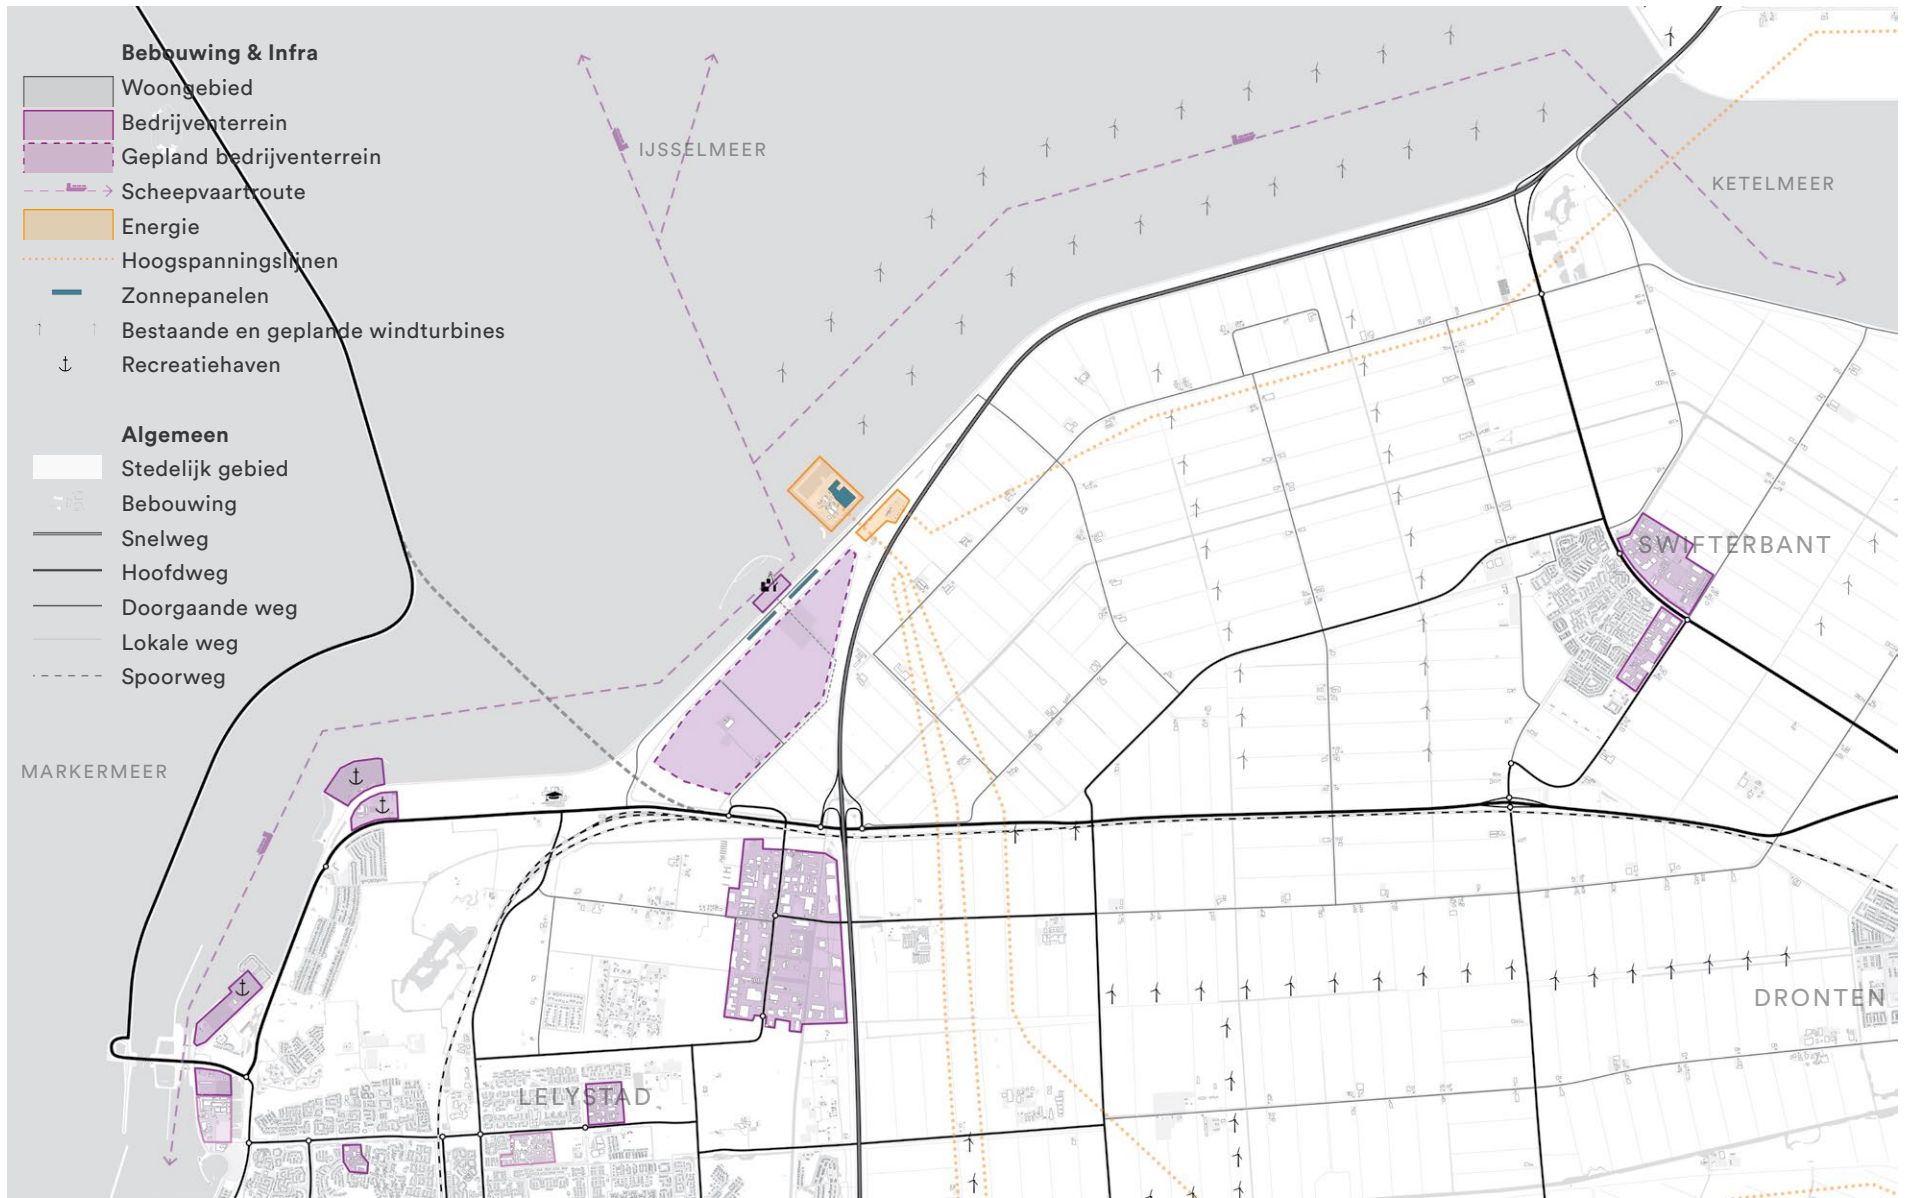 Bebouwing & Infra
Woongebied
Bedrijventerrein
Gepland bedrijventerrein
Scheepvaartroute
Energie
Hoogspanningslijnen
Zonnepanelen
Bestaande en geplande windturbines
Recreatiehaven
Algemeen
Stedelijk gebied
Bebouwing
Snelweg
Hoofdweg
Doorgaande weg
Lokale weg
Spoorweg
IJSSELMEER
KETELMEER
SWIFTERBANT
MARKERMEER
DRONTEN
LELYSTAD